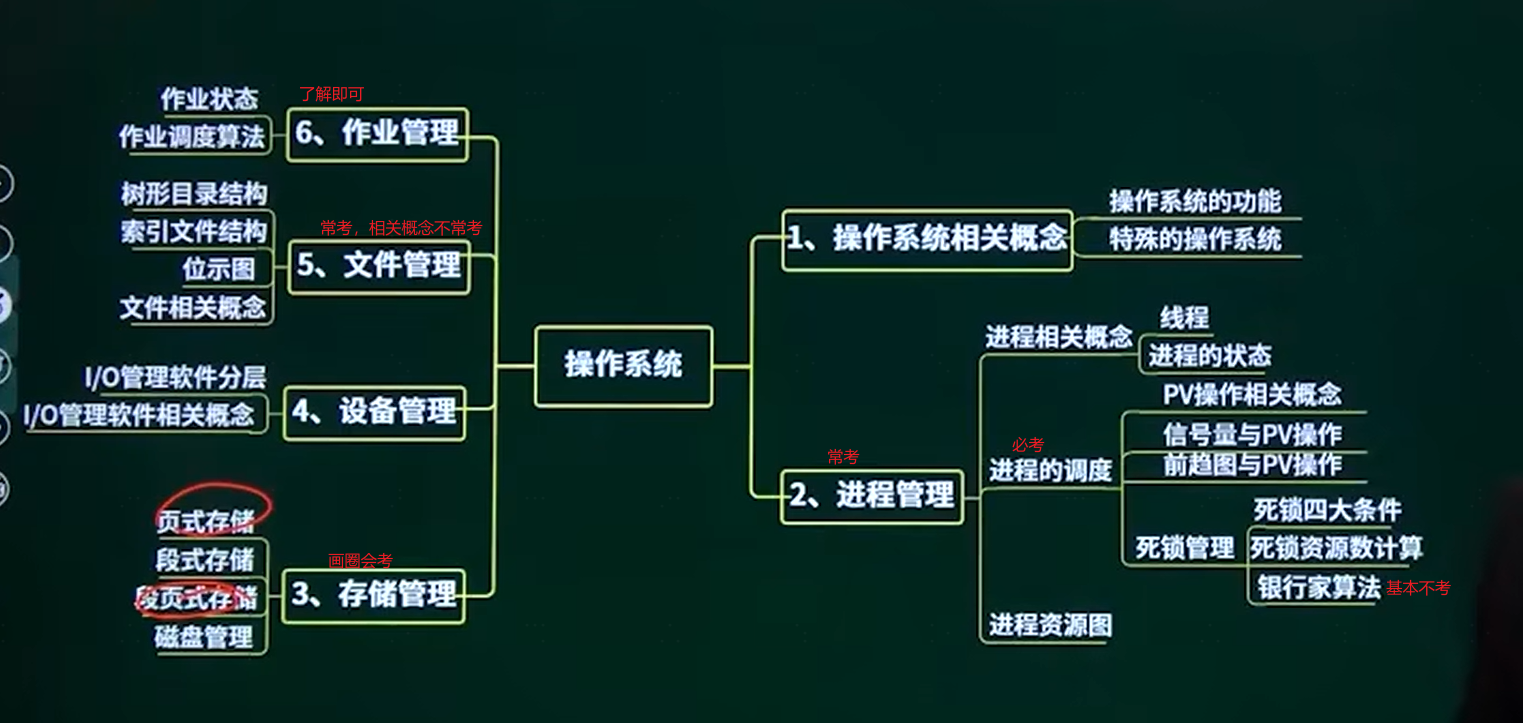 操作系统
1、操作系统相关概念
操作系统的功能
特殊的操作系统
常考
2、进程管理
进程相关概念
线程
进程的状态
必考
进程的调度
PV操作相关概念
信号量与PV操作
前趋图与PV操作
死锁管理
死锁四大条件
死锁资源数计算
银行家算法 基本不考
进程资源图
画圈会考
3、存储管理
页式存储
段式存储
段页式存储
磁盘管理
4、设备管理
I/O管理软件分层
I/O管理软件相关概念
常考，相关概念不常考
5、文件管理
树形目录结构
索引文件结构
位示图
文件相关概念
了解即可
6、作业管理
作业状态
作业调度算法